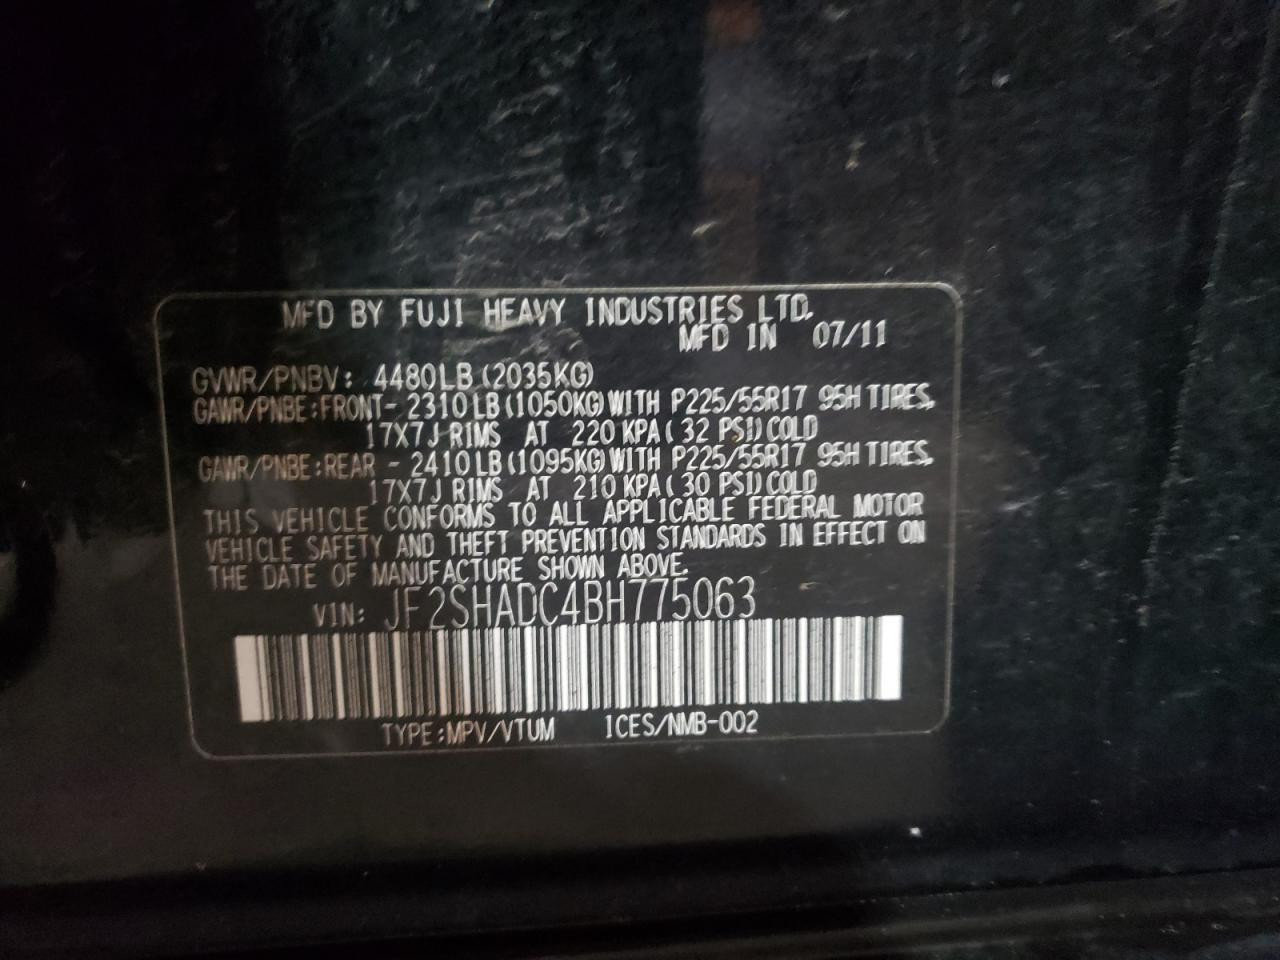 MFD BY FUJI HEAVY INDUSTRIES LTD.
MFD IN 07/11
GVWR/PNBV: 4480LB (2035KG)
GAWR/PNBE:FRONT- 2310LB(1050KG)WITH P225/55R17 95H TIRES.
17X7J RIMS AT 220 KPA( 32 PSI)COLD
GAWR/PNBE:REAR - 2410LB(1095KG)WITH P225/55R17 95H TIRES.
17X7J RIMS AT 210 KPA( 30 PSI)COLD
THIS VEHICLE CONFORMS TO ALL APPLICABLE FEDERAL MOTOR
VEHICLE SAFETY AND THEFT PREVENTION STANDARDS IN EFFECT ON
THE DATE OF MANUFACTURE SHOWN ABOVE.
VIN: JF2SHADC4BH775063
TYPE:MPV/VTUM ICES/NMB-002